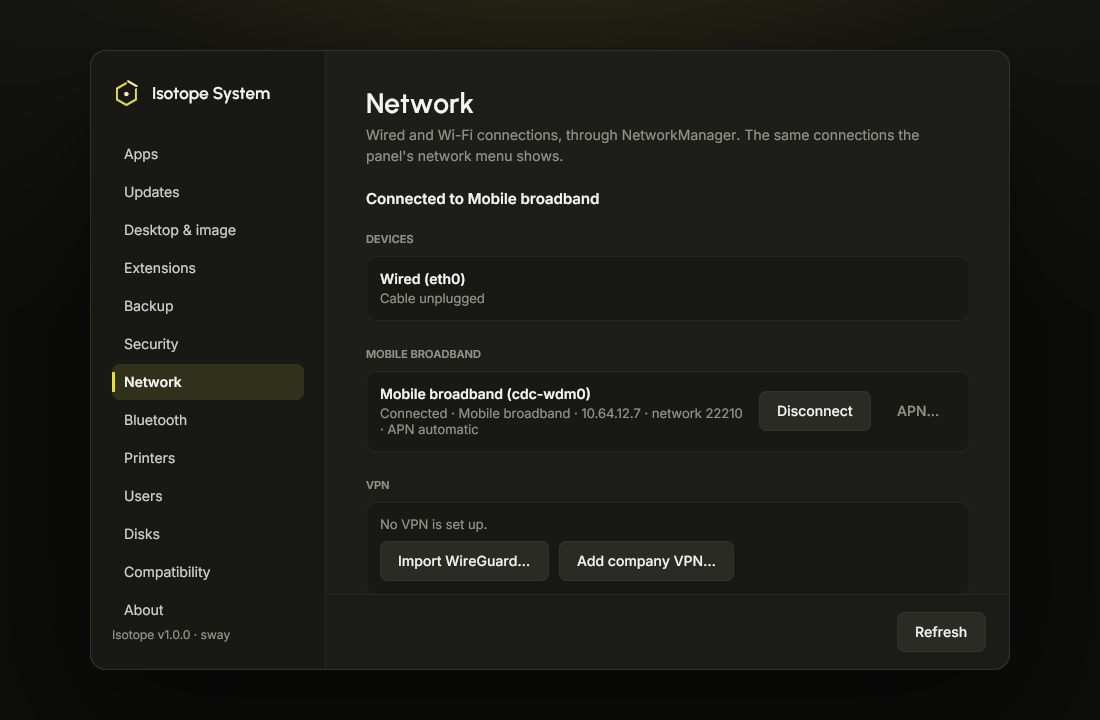 Isotope System
Apps
Updates
Desktop & image
Extensions
Backup
Security
Network
Bluetooth
Printers
Users
Disks
Compatibility
About
Isotope v1.0.0 · sway
Network
Wired and Wi-Fi connections, through NetworkManager. The same connections the
panel's network menu shows.
Connected to Mobile broadband
DEVICES
Wired (eth0)
Cable unplugged
MOBILE BROADBAND
Mobile broadband (cdc-wdm0)
Connected · Mobile broadband · 10.64.12.7 · network 22210
· APN automatic
Disconnect
APN...
VPN
No VPN is set up.
Import WireGuard...
Add company VPN...
Refresh